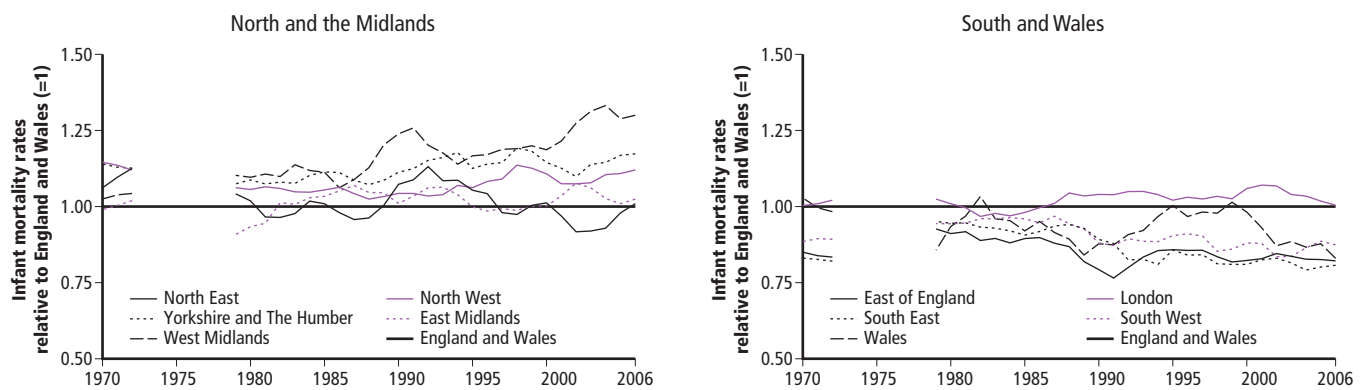 North and the Midlands
Infant mortality rates
relative to England and Wales (=1)
1.50
1.25
1.00
0.75
0.50
North East
Yorkshire and The Humber
West Midlands
North West
East Midlands
England and Wales
1970 1975 1980 1985 1990 1995 2000 2006
South and Wales
Infant mortality rates
relative to England and Wales (=1)
1.50
1.25
1.00
0.75
0.50
East of England
South East
Wales
London
South West
England and Wales
1970 1975 1980 1985 1990 1995 2000 2006